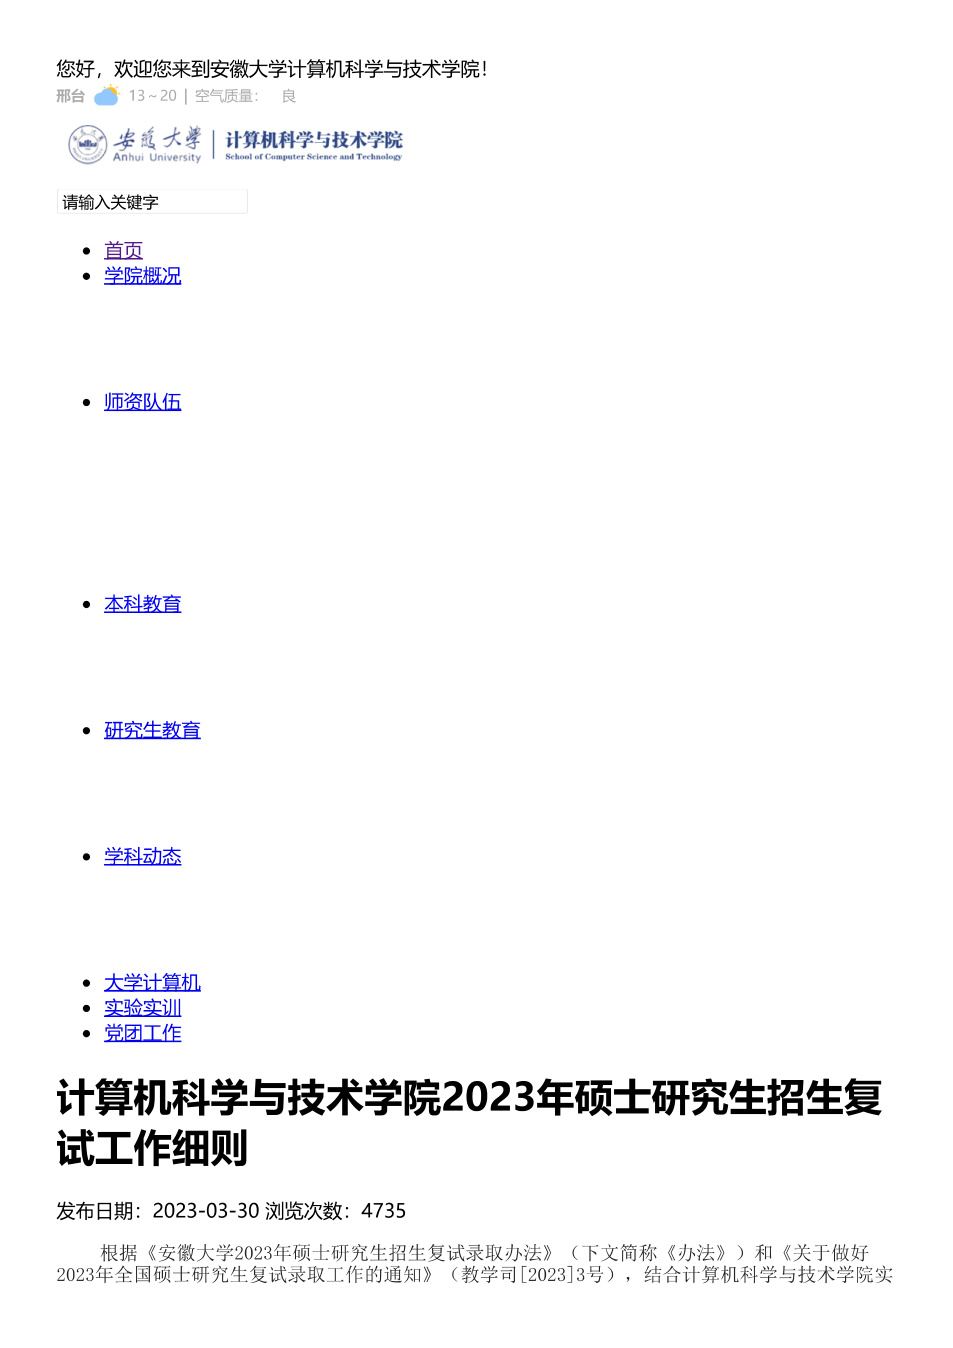 您好，欢迎您来到安徽大学计算机科学与技术学院！
邢台 13～20 | 空气质量： 良
安徽大学 | 计算机科学与技术学院
Anhui University School of Computer Science and Technology
请输入关键字
首页
学院概况
师资队伍
本科教育
研究生教育
学科动态
大学计算机
实验实训
党团工作
计算机科学与技术学院2023年硕士研究生招生复
试工作细则
发布日期：2023-03-30 浏览次数：4735
根据《安徽大学2023年硕士研究生招生复试录取办法》（下文简称《办法》）和《关于做好
2023年全国硕士研究生复试录取工作的通知》（教学司[2023]3号），结合计算机科学与技术学院实